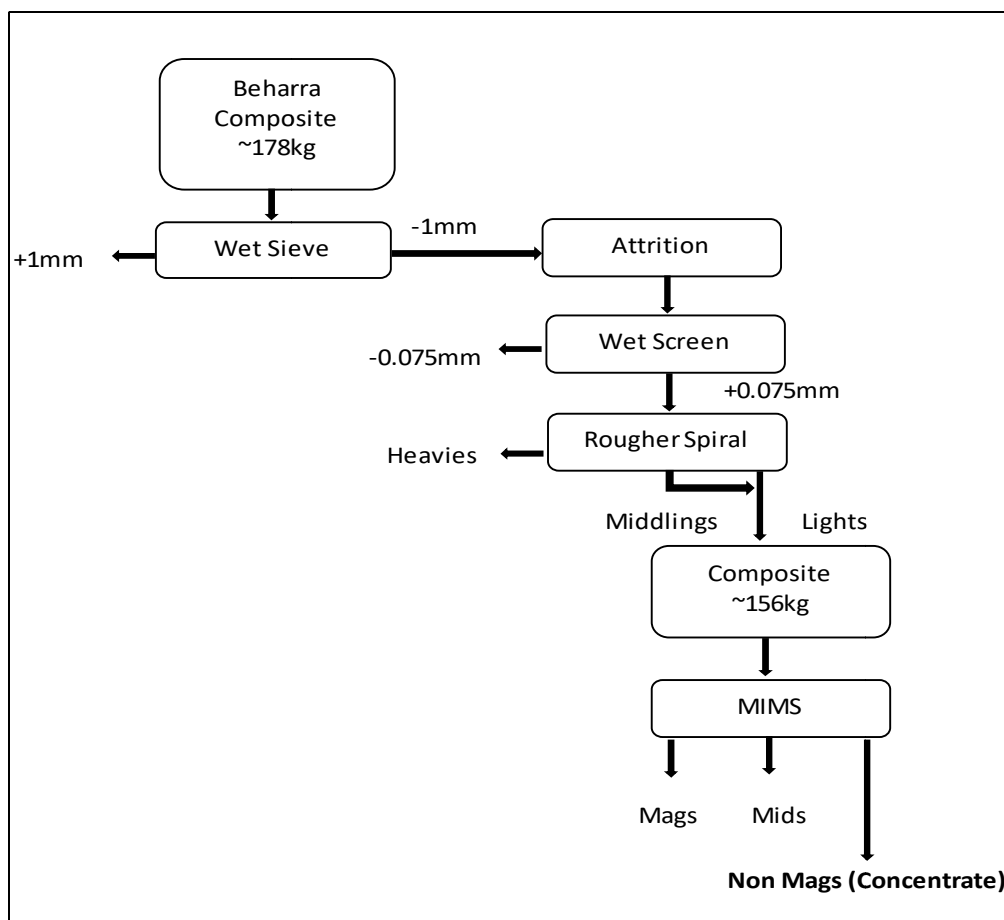 Beharra
Composite
~178kg
-1mm
+1mm
Wet Sieve
Attrition
Wet Screen
-0.075mm
+0.075mm
Rougher Spiral
Heavies
Middlings
Lights
Composite
~156kg
MIMS
Mags
Mids
Non Mags (Concentrate)